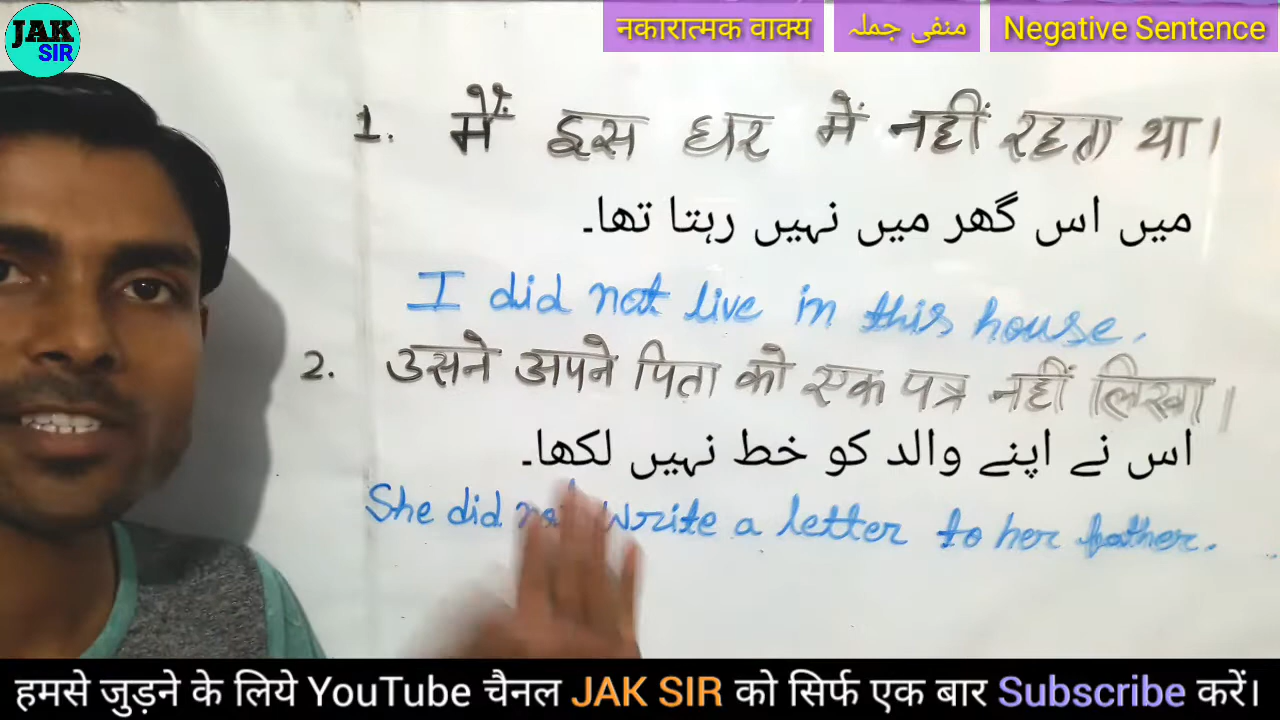 JAK
SIR
नकारात्मक वाक्य منفی جملہ Negative Sentence
1. में इस घर में नहीं रहता था।
میں اس گھر میں نہیں رہتا تھا۔
I did not live in this house.
2. उसने अपने पिता को एक पत्र नहीं लिखा।
اس نے اپنے والد کو خط نہیں لکھا۔
She did not write a letter to her father.
हमसे जुड़ने के लिये YouTube चैनल JAK SIR को सिर्फ एक बार Subscribe करें।